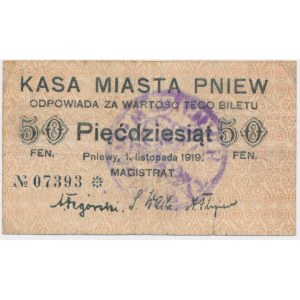 KASA MIASTA PNIEW
ODPOWIADA ZA WARTOŚĆ TEGO BILETU
50 Pięćdziesiąt 50
FEN. FEN.
Pniewy, 1. listopada 1919.
№ 07393 * MAGISTRAT.